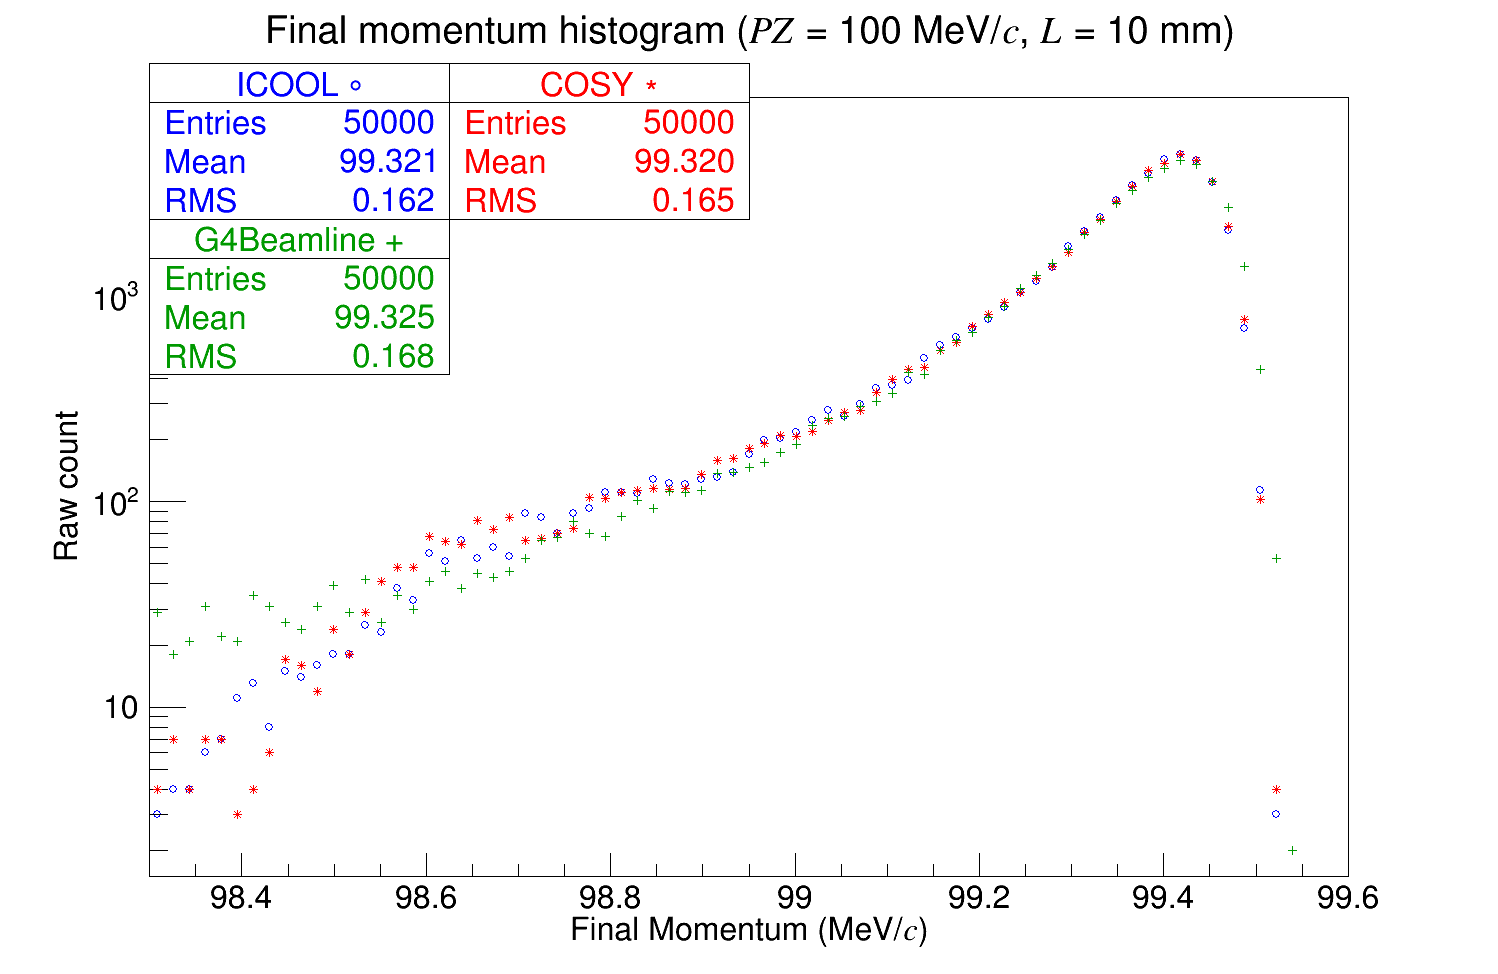 Final momentum histogram (PZ = 100 MeV/c, L = 10 mm)
ICOOL ○ COSY *
Entries 50000 Entries 50000
Mean 99.321 Mean 99.320
RMS 0.162 RMS 0.165
G4Beamline +
Entries 50000
Mean 99.325
RMS 0.168
10³
10²
10
Raw count
98.4 98.6 98.8 99 99.2 99.4 99.6
Final Momentum (MeV/c)